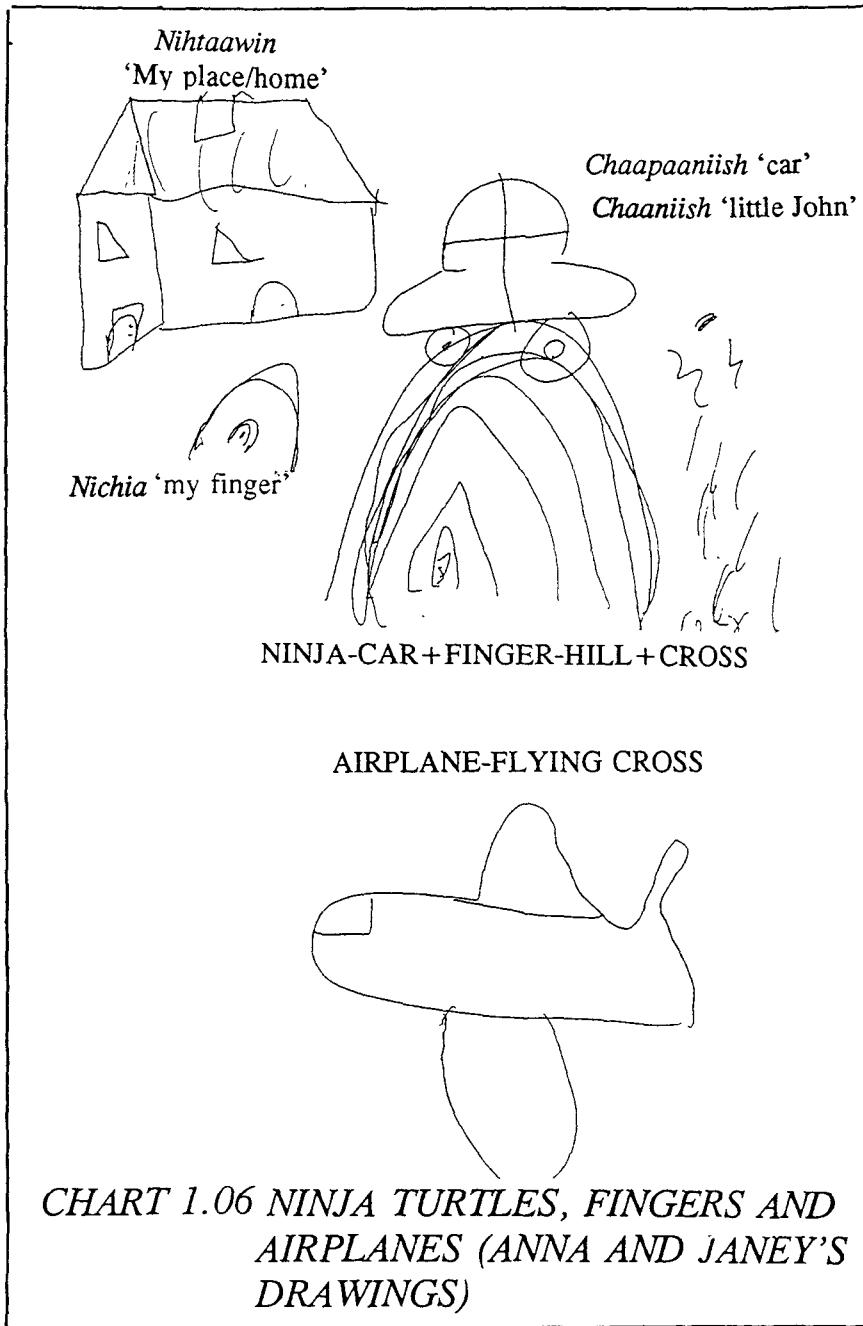 Nihtaawin
‘My place/home’
Chaapaaniish ‘car’
Chaaniish ‘little John’
Nichia ‘my finger’
NINJA-CAR+FINGER-HILL+CROSS
AIRPLANE-FLYING CROSS
CHART 1.06 NINJA TURTLES, FINGERS AND
AIRPLANES (ANNA AND JANEY’S
DRAWINGS)